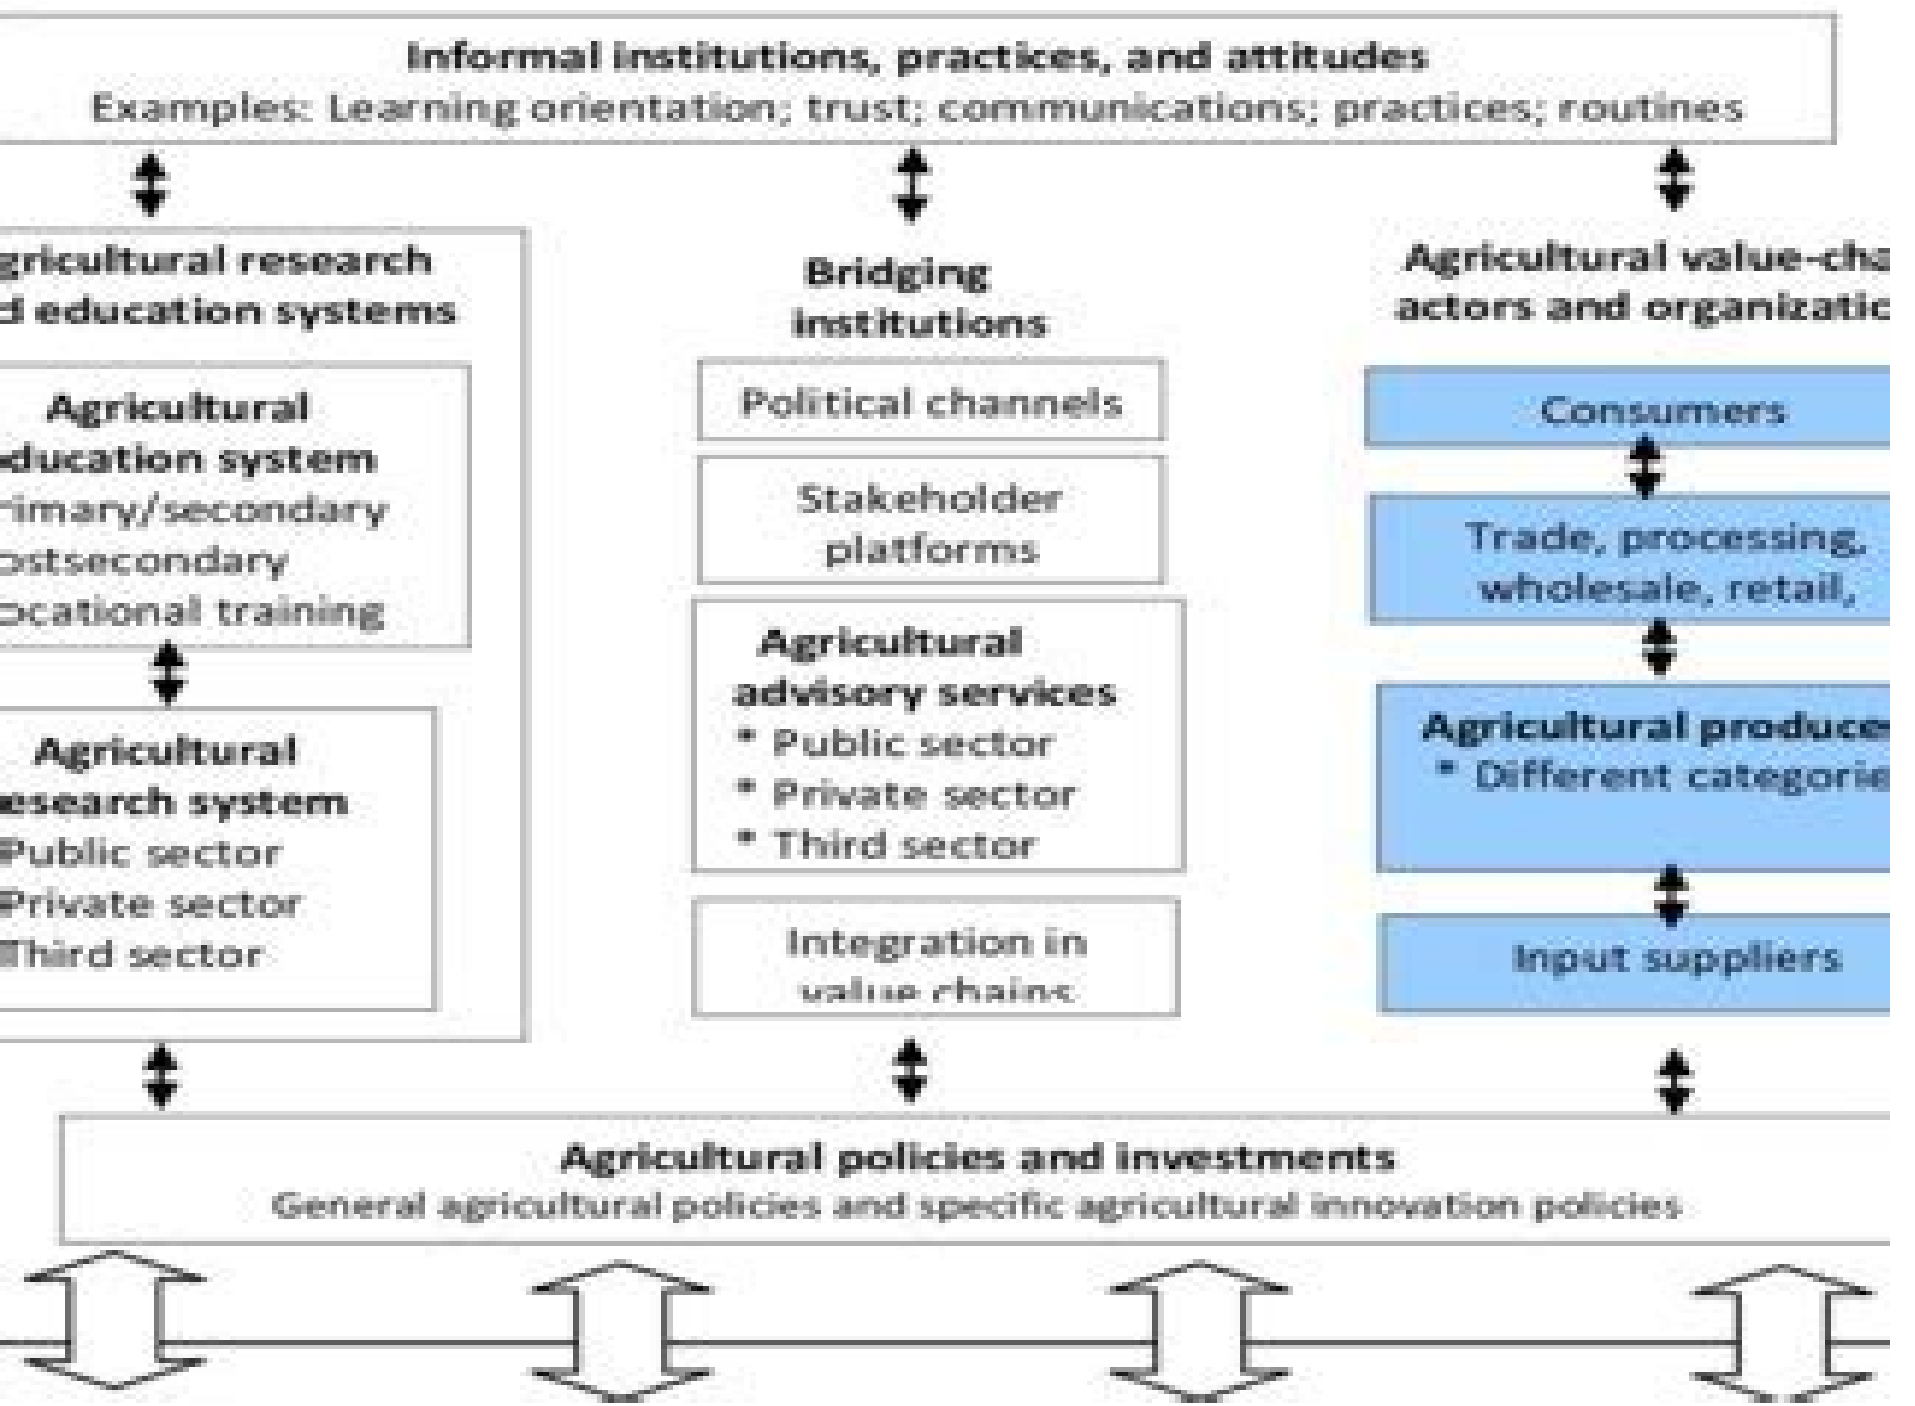 Informal institutions, practices, and attitudes
Examples: Learning orientation; trust; communications; practices; routines
gricultural research
d education systems
Agricultural
ducation system
rimary/secondary
ostsecondary
ocational training
Agricultural
esearch system
Public sector
Private sector
Third sector
Bridging
institutions
Political channels
Stakeholder
platforms
Agricultural
advisory services
* Public sector
* Private sector
* Third sector
Integration in
value chains
Agricultural value-cha
actors and organizatio
Consumers
Trade, processing,
wholesale, retail,
Agricultural produce
* Different categorie
Input suppliers
Agricultural policies and investments
General agricultural policies and specific agricultural innovation policies